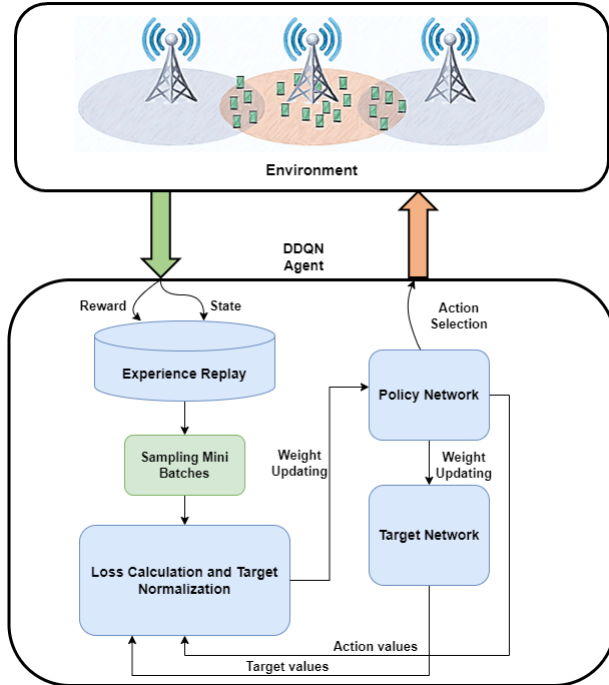 Environment
DDQN
Agent
Reward
State
Action
Selection
Experience Replay
Policy Network
Sampling Mini
Batches
Weight
Updating
Weight
Updating
Target Network
Loss Calculation and Target
Normalization
Action values
Target values